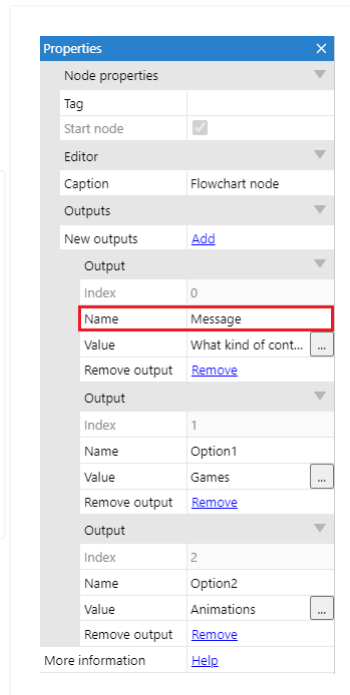 Properties
Node properties
Tag
Start node
Editor
Caption Flowchart node
Outputs
New outputs Add
Output
Index 0
Name Message
Value What kind of cont... ...
Remove output Remove
Output
Index 1
Name Option1
Value Games ...
Remove output Remove
Output
Index 2
Name Option2
Value Animations ...
Remove output Remove
More information Help